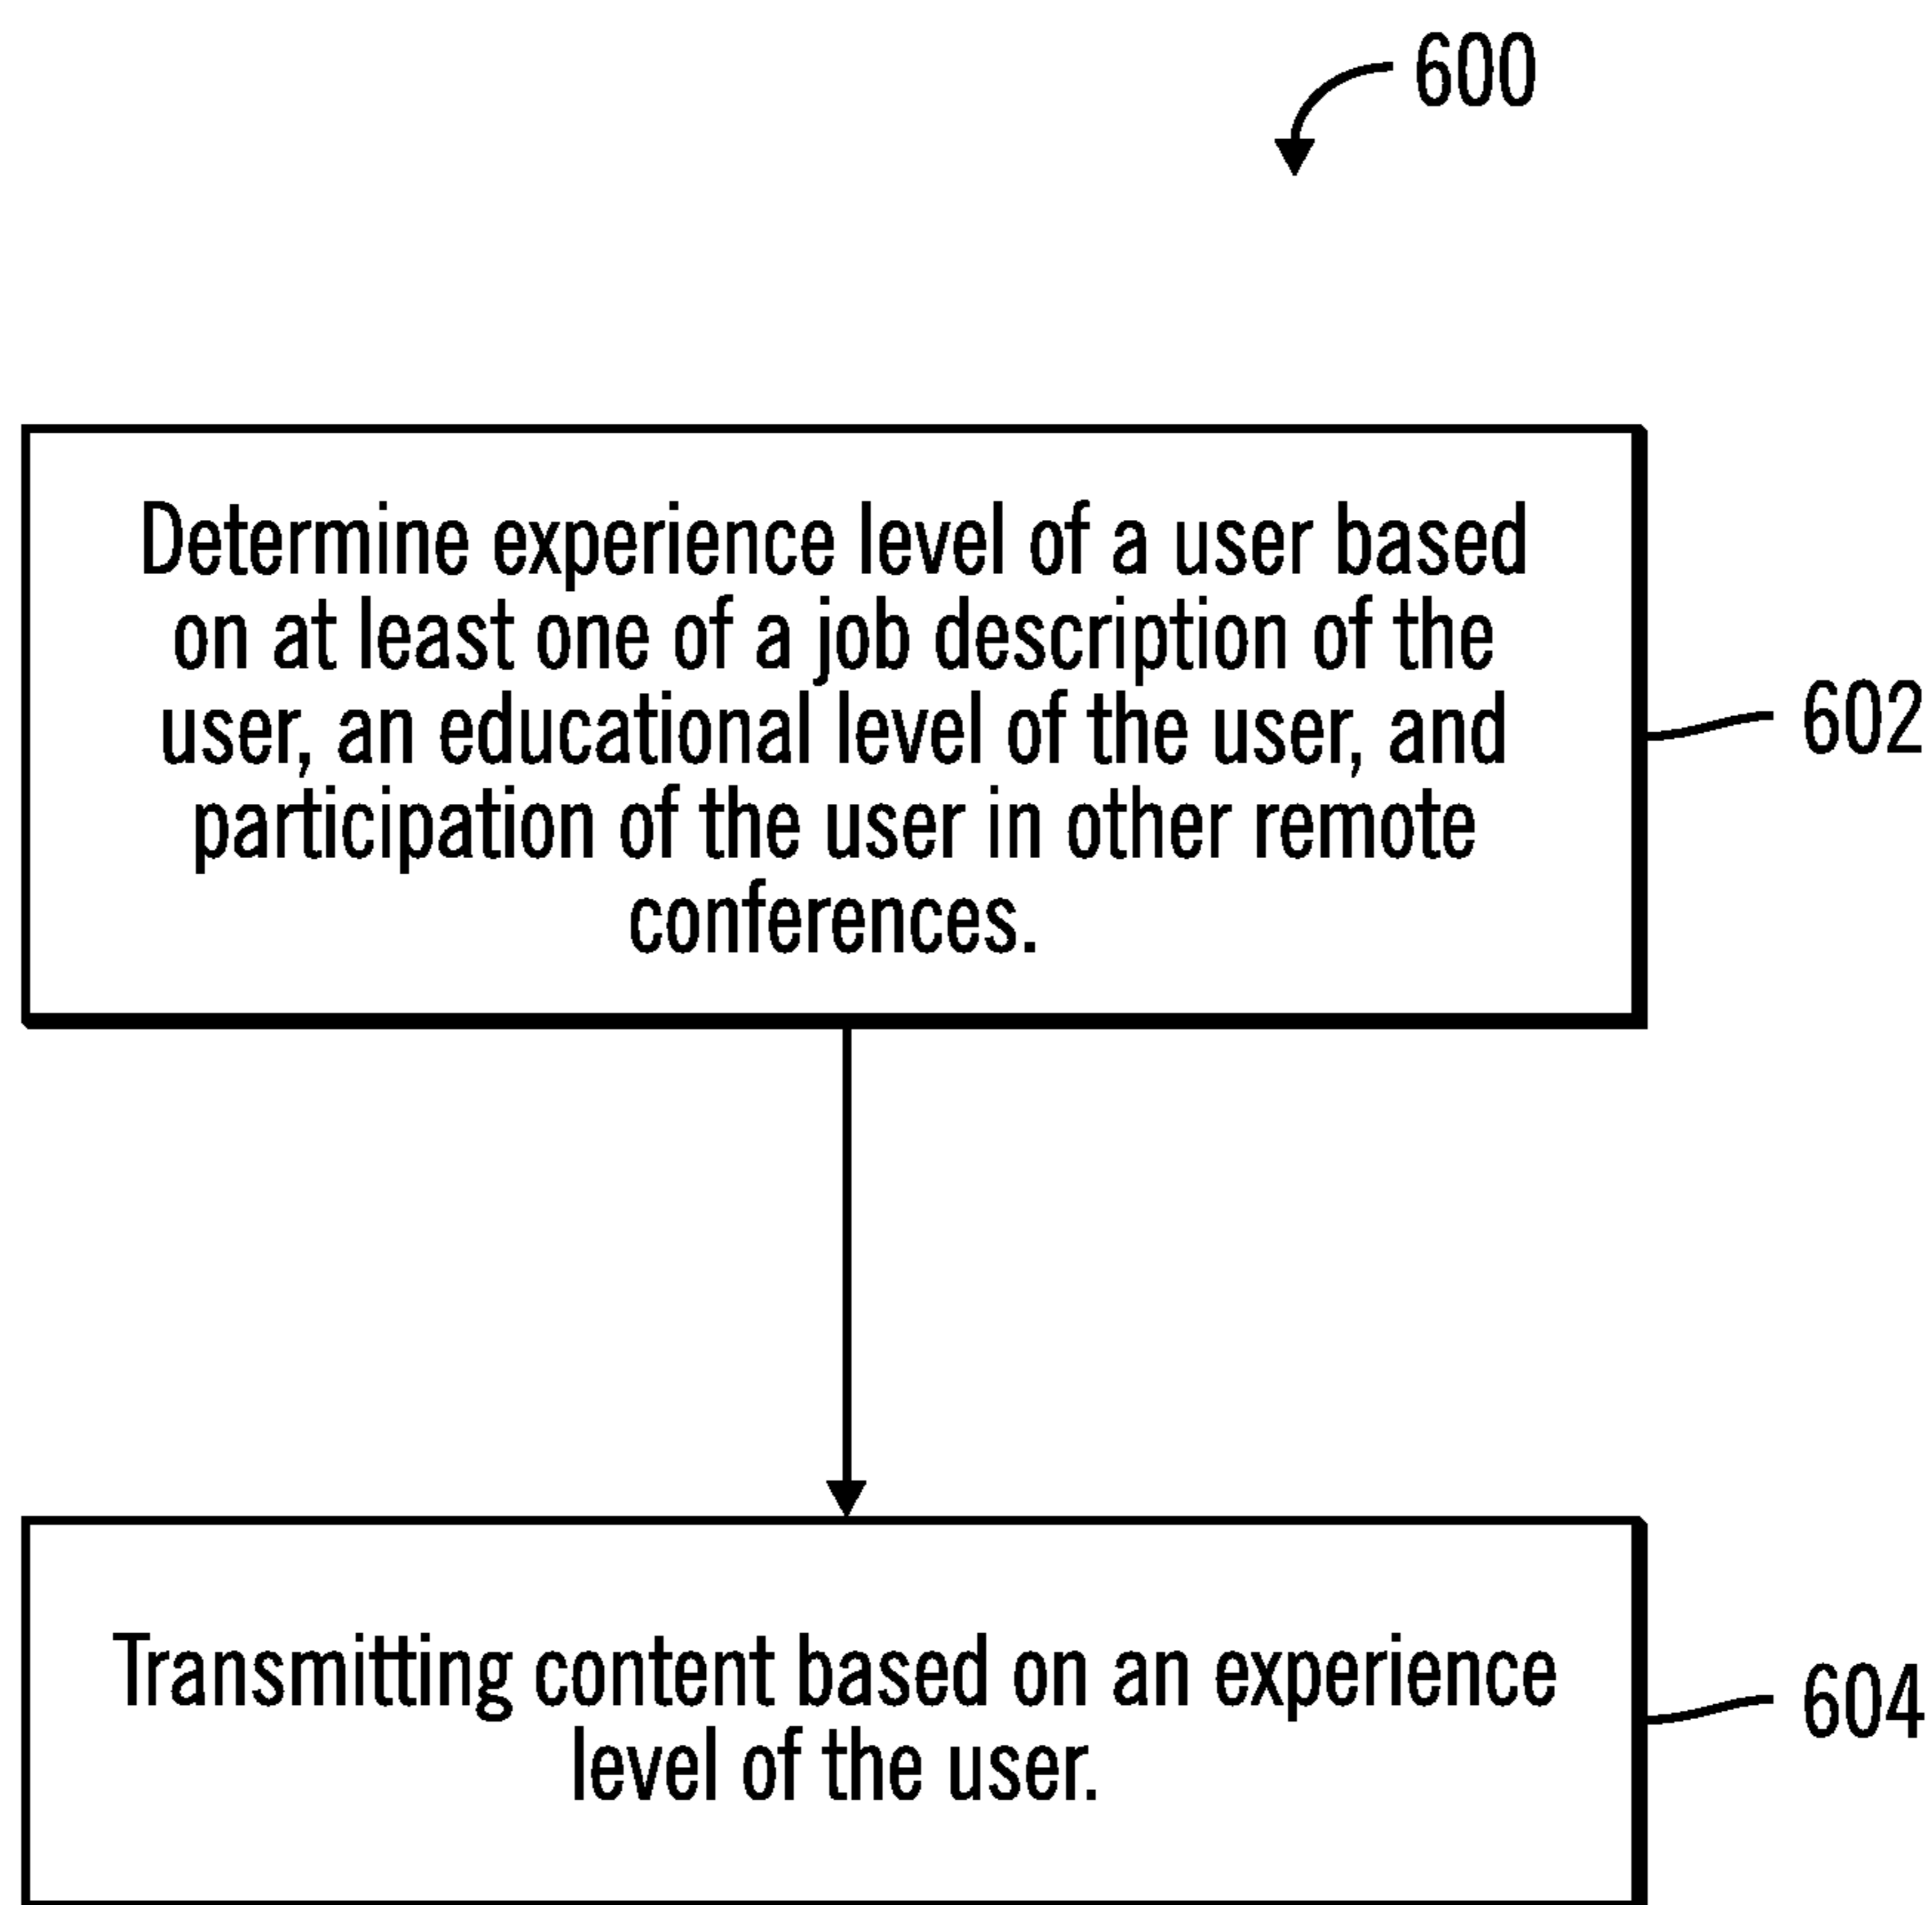 600
Determine experience level of a user based
on at least one of a job description of the
user, an educational level of the user, and
participation of the user in other remote
conferences.
602
Transmitting content based on an experience
level of the user.
604